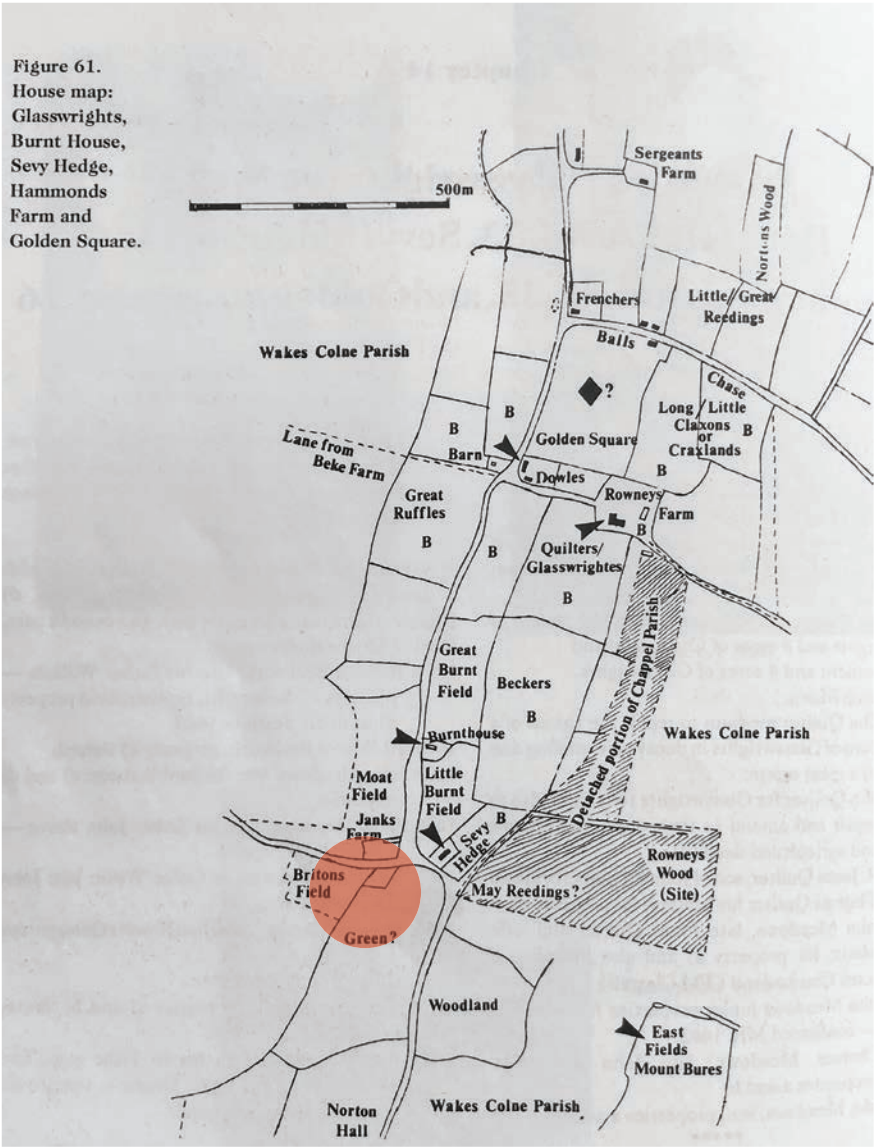 Figure 61.
House map:
Glasswrights,
Burnt House,
Sevy Hedge,
Hammonds
Farm and
Golden Square.
500m
Sergeants
Farm
Nortons Wood
Frenchers
Little/Great
Reedings
Balls
Chase
Wakes Colne Parish
?
Long/Little
Claxons
or
Craxlands
B
B
B
B
Golden Square
Lane from
Beke Farm
Barn
Dowles
Rowneys
Farm
B
Great
Ruffles
B
B
Quilters/
Glasswrights
B
Detached portion of Chappel Parish
Great
Burnt
Field
Beckers
B
Wakes Colne Parish
Burnthouse
Moat
Field
Little
Burnt
Field
B
Janks
Farm
Sevy
Hedge
Britons
Field
May Reedings?
Rowneys
Wood
(Site)
Green?
Woodland
East
Fields
Mount Bures
Norton
Hall
Wakes Colne Parish